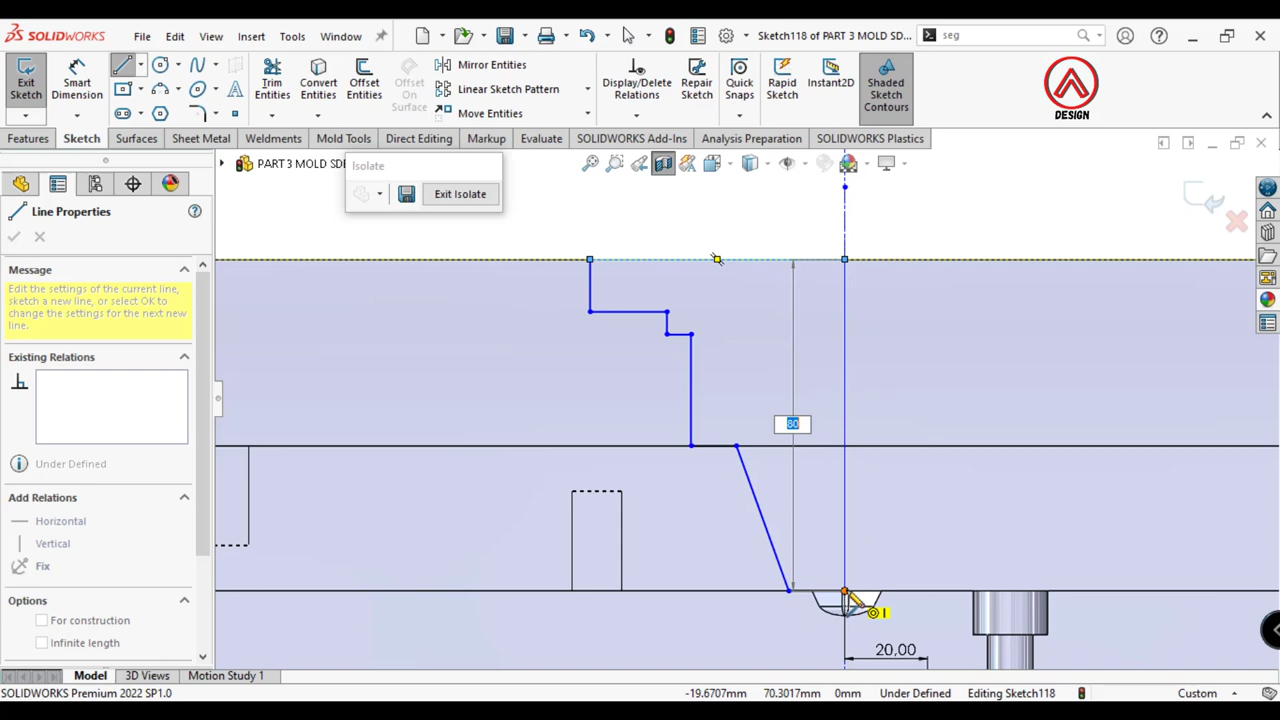 SOLIDWORKS File Edit View Insert Tools Window Sketch118 of PART 3 MOLD SD... seg
Exit Sketch Smart Dimension Trim Entities Convert Entities Offset Entities Offset On Surface Mirror Entities Linear Sketch Pattern Move Entities Display/Delete Relations Repair Sketch Quick Snaps Rapid Sketch Instant2D Shaded Sketch Contours
DESIGN
Features Sketch Surfaces Sheet Metal Weldments Mold Tools Direct Editing Markup Evaluate SOLIDWORKS Add-Ins Analysis Preparation SOLIDWORKS Plastics
PART 3 MOLD SDE
Isolate
Exit Isolate
Line Properties
Message
Edit the settings of the current line,
sketch a new line, or select OK to
change the settings for the next new
line.
Existing Relations
Under Defined
Add Relations
Horizontal
Vertical
Fix
Options
For construction
Infinite length
80
20,00
Model 3D Views Motion Study 1
SOLIDWORKS Premium 2022 SP1.0 -19.6707mm 70.3017mm 0mm Under Defined Editing Sketch118 Custom